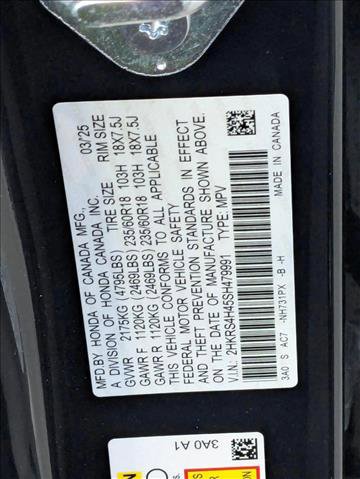 MFD.BY HONDA OF CANADA MFG., 03/25
A DIVISION OF HONDA CANADA INC.
TIRE SIZE RIM SIZE
GVWR 2175KG (4795LBS)
GAWR F 1120KG (2469LBS) 235/60R18 103H 18X7.5J
GAWR R 1120KG (2469LBS) 235/60R18 103H 18X7.5J
THIS VEHICLE CONFORMS TO ALL APPLICABLE
FEDERAL MOTOR VEHICLE SAFETY
AND THEFT PREVENTION STANDARDS IN EFFECT
ON THE DATE OF MANUFACTURE SHOWN ABOVE.
V.I.N: 2HKRS4H45SH479991 TYPE: MPV
3A0 S AC7 -NH731PX -B -H MADE IN CANADA
3A0 A1